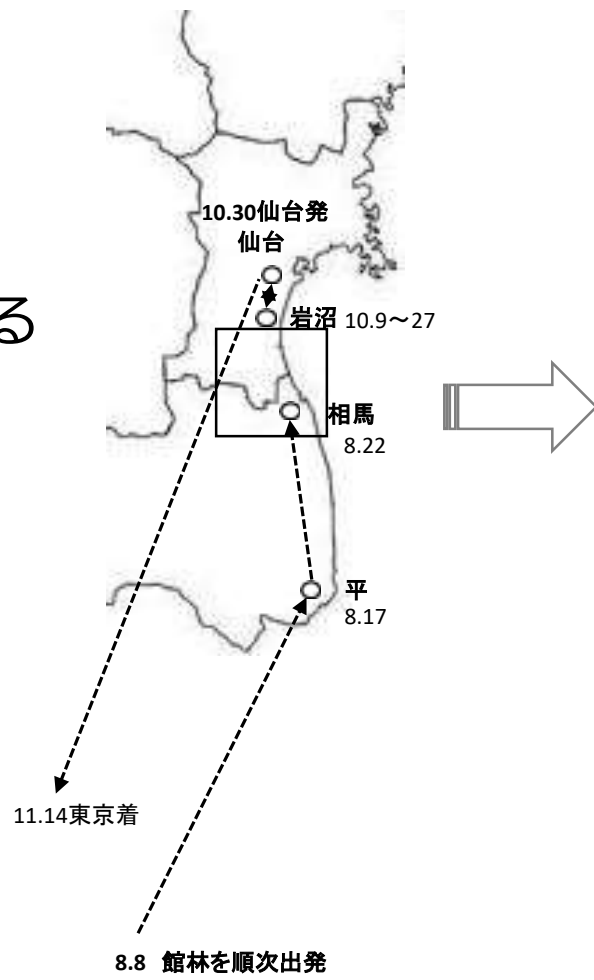 10.30仙台発
仙台
る
岩沼 10.9～27
相馬
8.22
平
8.17
11.14東京着
8.8 館林を順次出発